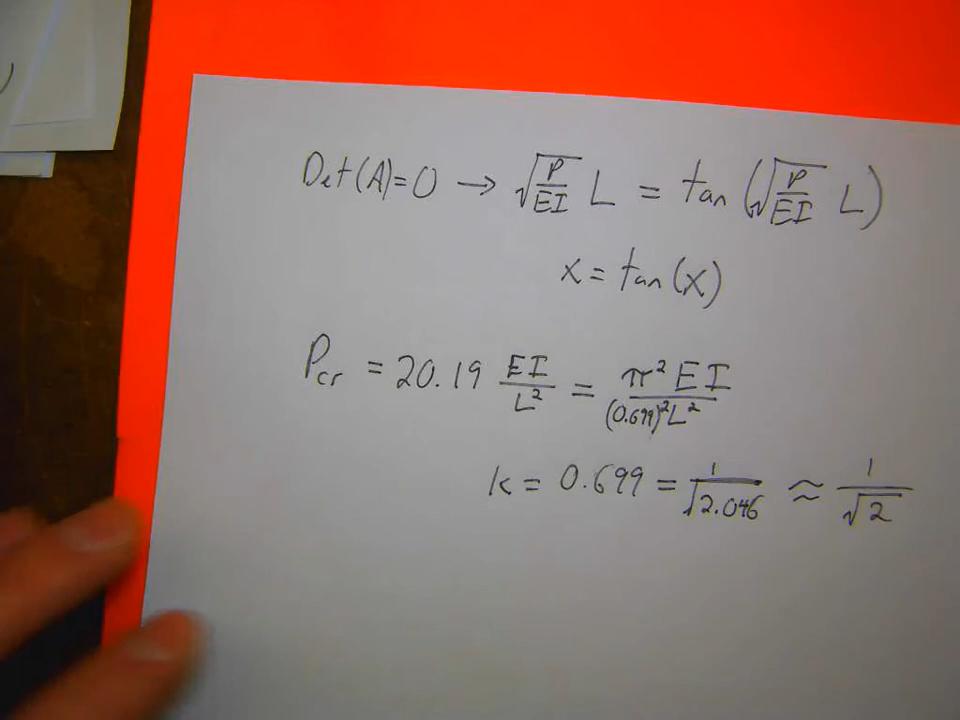 Det(A)=0 → √(P/EI) L = tan(√(P/EI) L)
x = tan(x)
Pcr = 20.19 EI/L² = π²EI/(0.699)²L²
k = 0.699 = 1/√2.046 ≈ 1/√2